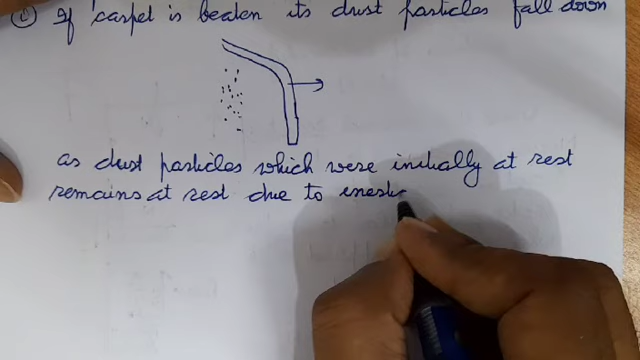 (c) If carpet is beaten its dust particles fall down
as dust particles which were initially at rest
remains at rest due to inerti